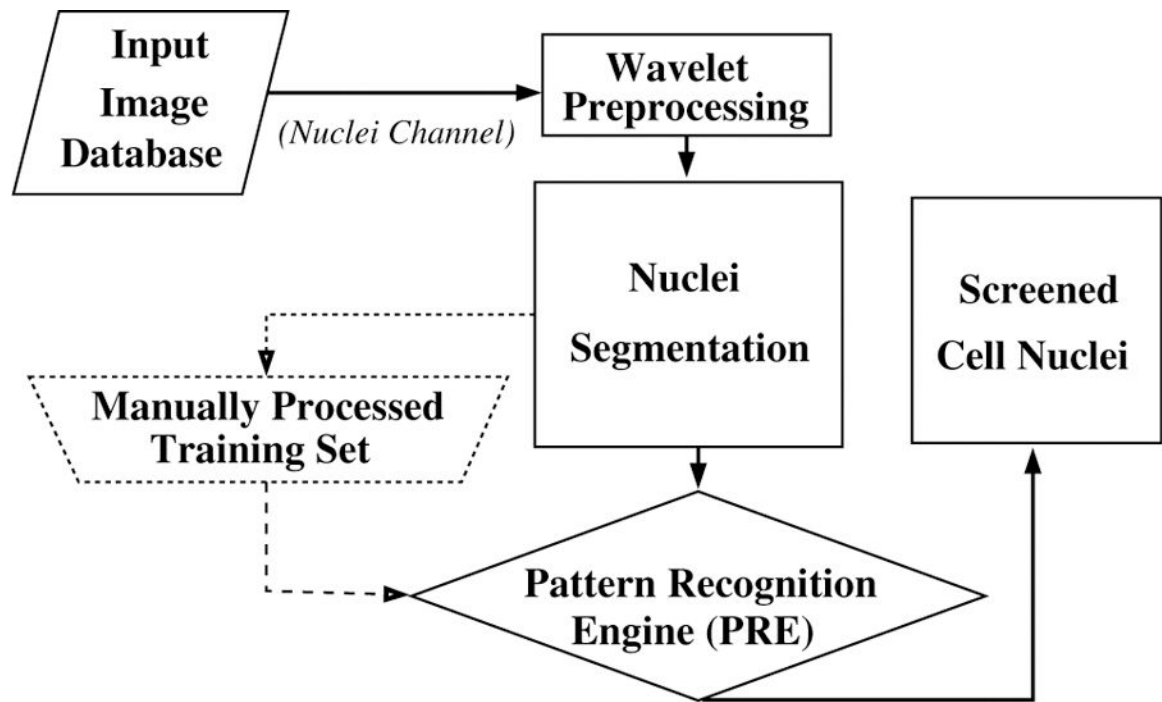 Input
Image
Database
(Nuclei Channel)
Wavelet
Preprocessing
Nuclei
Segmentation
Screened
Cell Nuclei
Manually Processed
Training Set
Pattern Recognition
Engine (PRE)